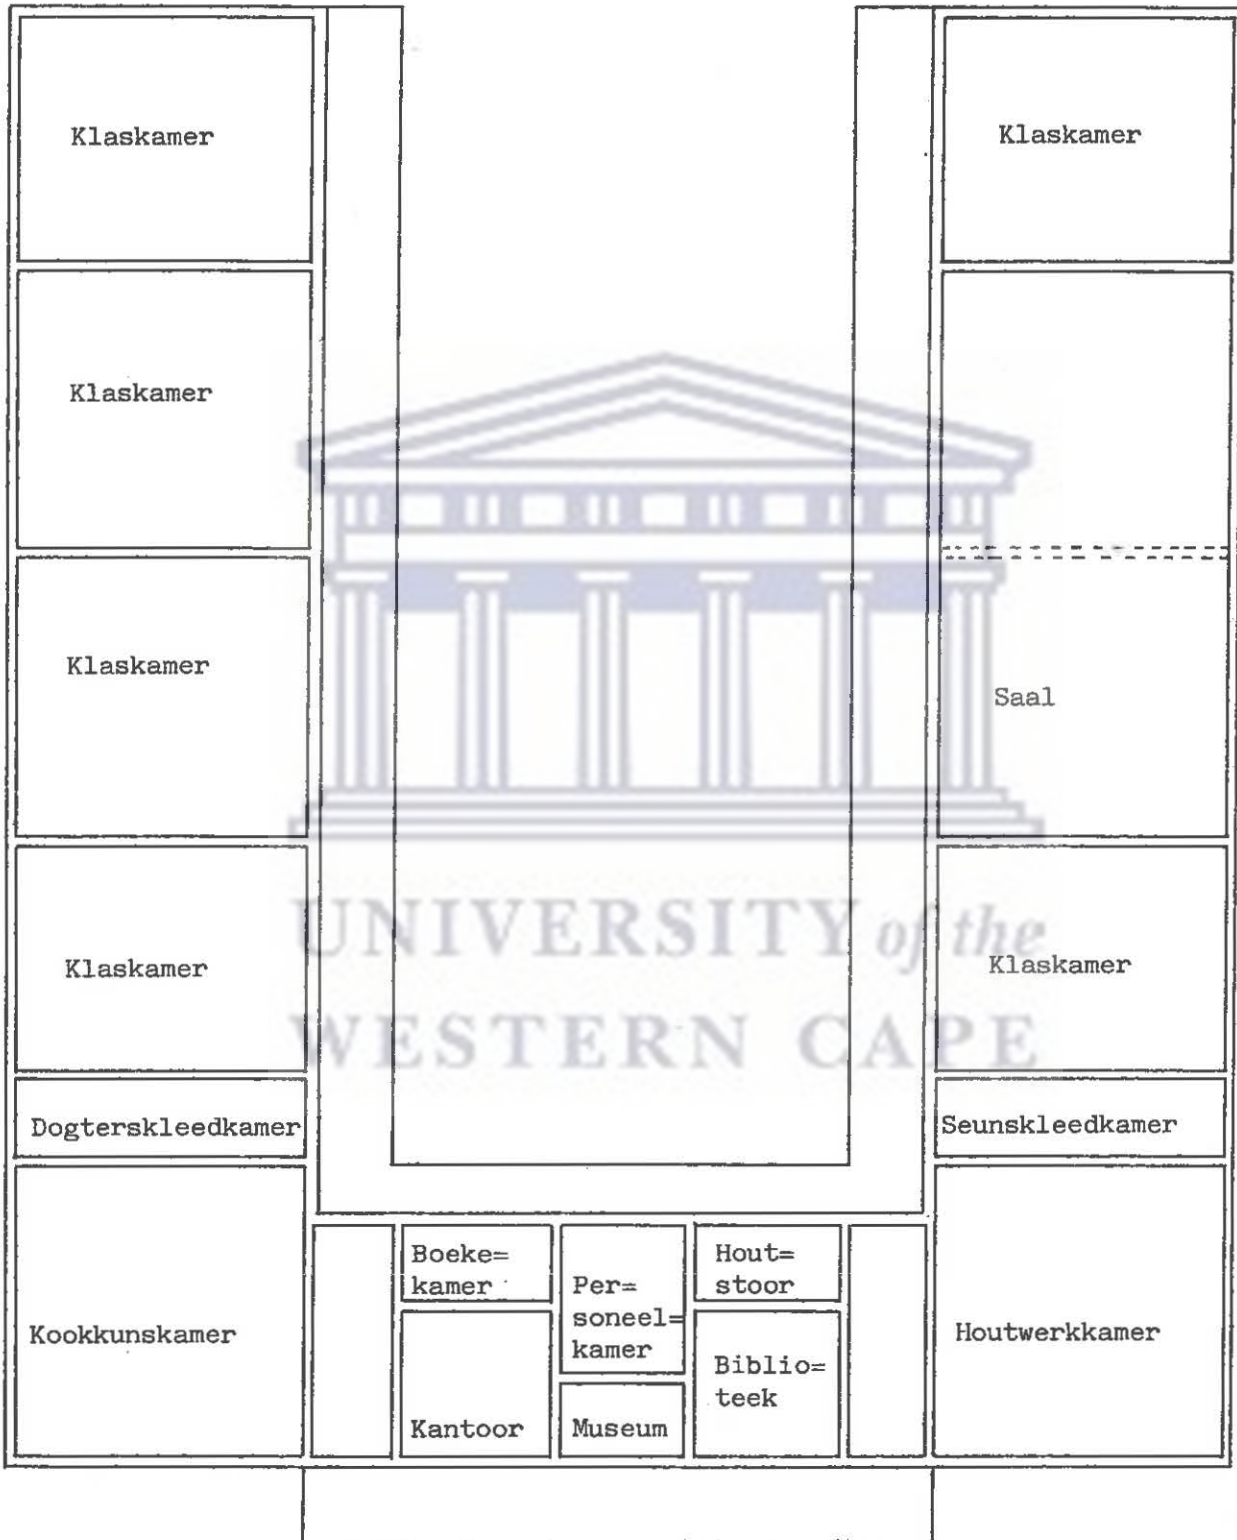 Klaskamer
Klaskamer
Klaskamer
Klaskamer
Saal
UNIVERSITY of the
WESTERN CAPE
Klaskamer
Klaskamer
Dogterskleedkamer
Seunskleedkamer
Boeke=
kamer
Per=
soneel=
kamer
Hout=
stoor
Kookkunskamer
Houtwerkkamer
Biblio=
teek
Kantoor
Museum